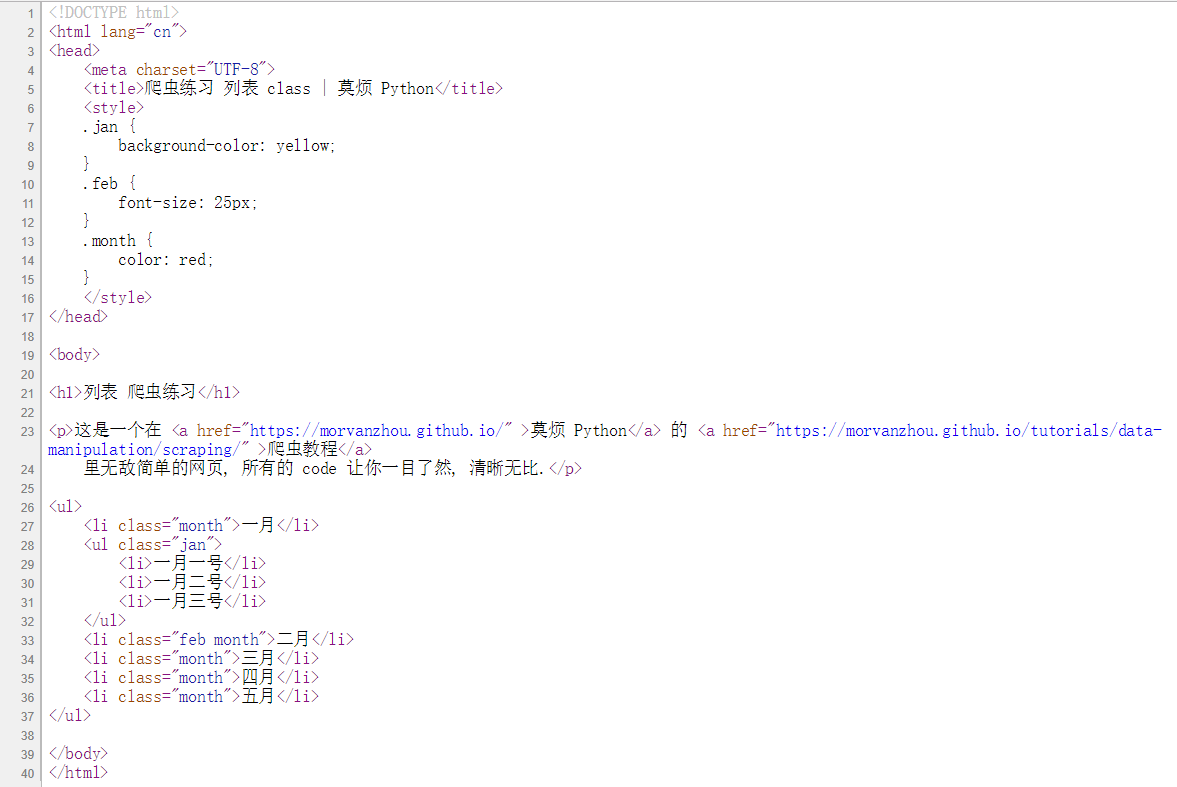 1 <!DOCTYPE html>
2 <html lang="cn">
3 <head>
4     <meta charset="UTF-8">
5     <title>爬虫练习 列表 class | 莫烦 Python</title>
6     <style>
7     .jan {
8         background-color: yellow;
9     }
10     .feb {
11         font-size: 25px;
12     }
13     .month {
14         color: red;
15     }
16     </style>
17 </head>
18
19 <body>
20
21 <h1>列表 爬虫练习</h1>
22
23 <p>这是一个在 <a href="https://morvanzhou.github.io/" >莫烦 Python</a> 的 <a href="https://morvanzhou.github.io/tutorials/data-
manipulation/scraping/" >爬虫教程</a>
24     里无敌简单的网页, 所有的 code 让你一目了然, 清晰无比.</p>
25
26 <ul>
27     <li class="month">一月</li>
28     <ul class="jan">
29         <li>一月一号</li>
30         <li>一月二号</li>
31         <li>一月三号</li>
32     </ul>
33     <li class="feb month">二月</li>
34     <li class="month">三月</li>
35     <li class="month">四月</li>
36     <li class="month">五月</li>
37 </ul>
38
39 </body>
40 </html>